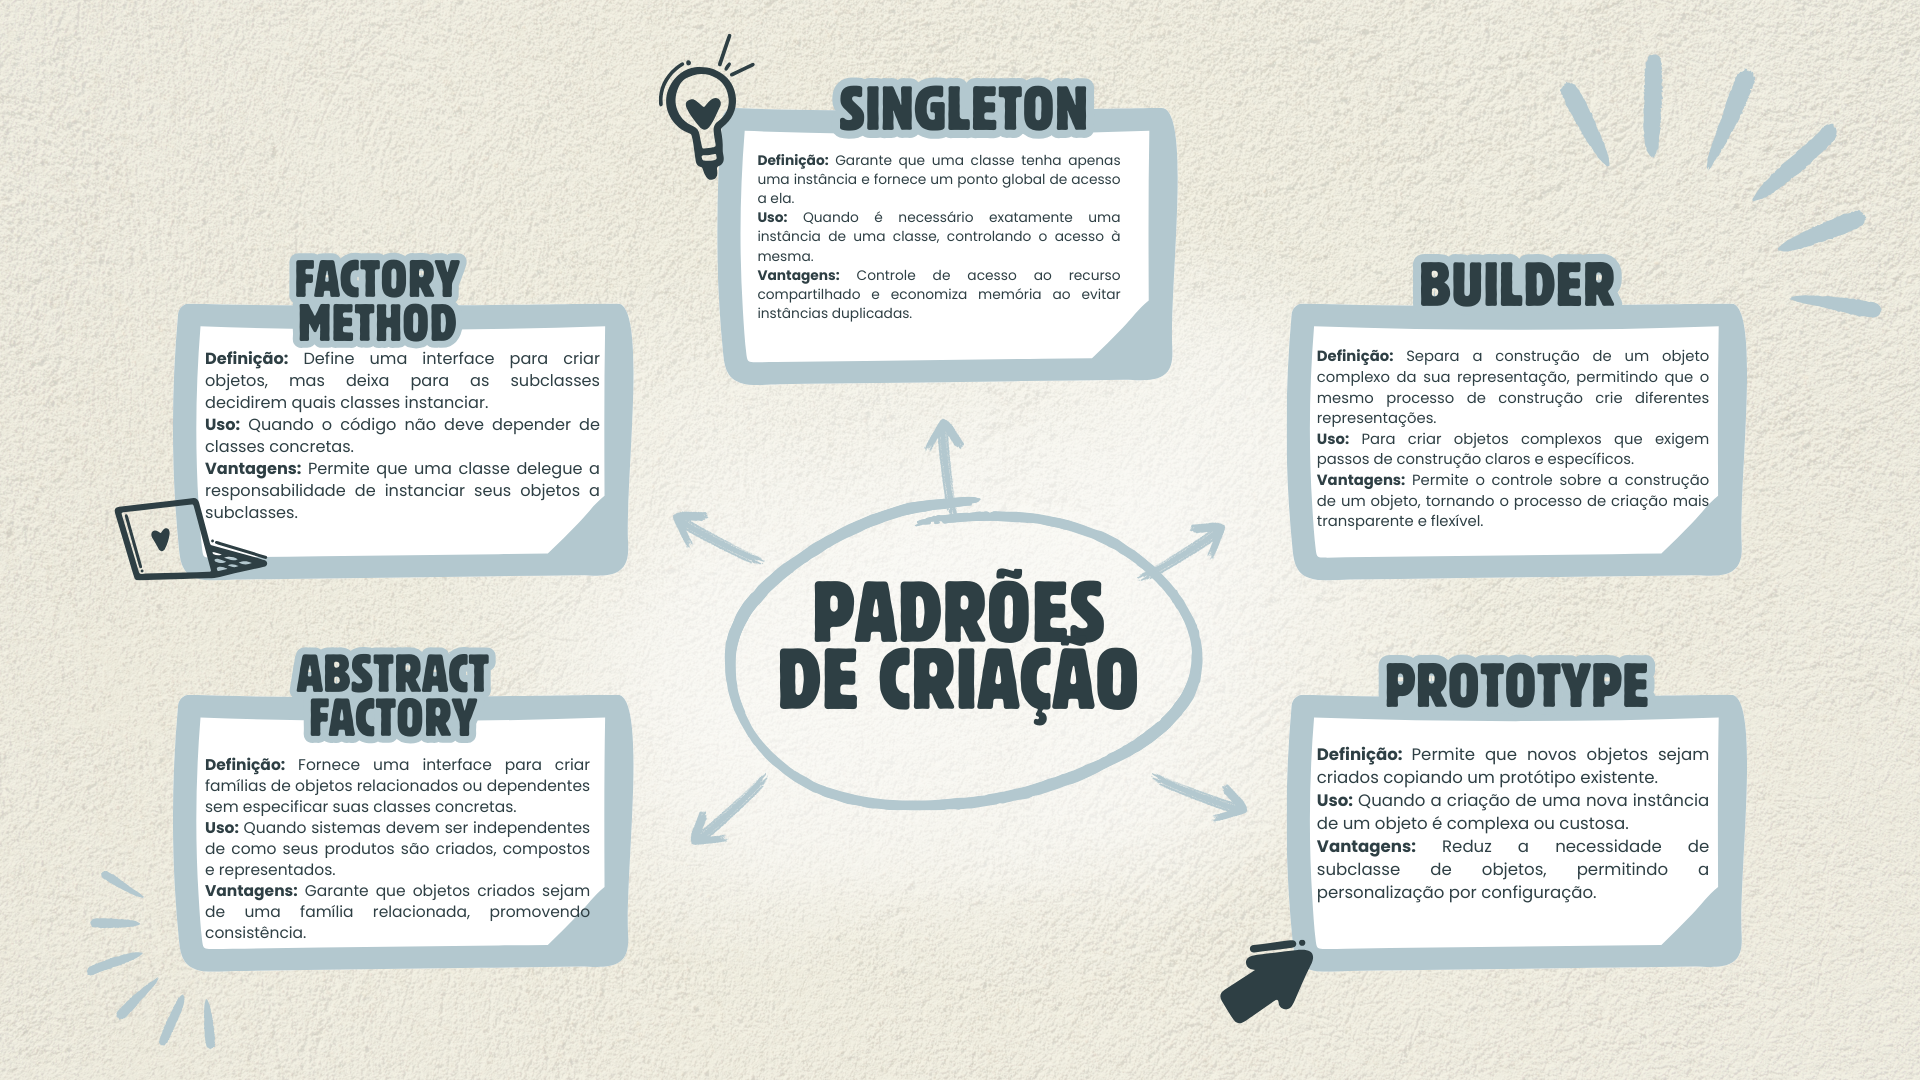 SINGLETON
Definição: Garante que uma classe tenha apenas
uma instância e fornece um ponto global de acesso
a ela.
Uso: Quando é necessário exatamente uma
instância de uma classe, controlando o acesso à
mesma.
Vantagens: Controle de acesso ao recurso
compartilhado e economiza memória ao evitar
instâncias duplicadas.
FACTORY
METHOD
Definição: Define uma interface para criar
objetos, mas deixa para as subclasses
decidirem quais classes instanciar.
Uso: Quando o código não deve depender de
classes concretas.
Vantagens: Permite que uma classe delegue a
responsabilidade de instanciar seus objetos a
subclasses.
BUILDER
Definição: Separa a construção de um objeto
complexo da sua representação, permitindo que o
mesmo processo de construção crie diferentes
representações.
Uso: Para criar objetos complexos que exigem
passos de construção claros e específicos.
Vantagens: Permite o controle sobre a construção
de um objeto, tornando o processo de criação mais
transparente e flexível.
PADRÕES
DE CRIAÇÃO
ABSTRACT
FACTORY
Definição: Fornece uma interface para criar
famílias de objetos relacionados ou dependentes
sem especificar suas classes concretas.
Uso: Quando sistemas devem ser independentes
de como seus produtos são criados, compostos
e representados.
Vantagens: Garante que objetos criados sejam
de uma família relacionada, promovendo
consistência.
PROTOTYPE
Definição: Permite que novos objetos sejam
criados copiando um protótipo existente.
Uso: Quando a criação de uma nova instância
de um objeto é complexa ou custosa.
Vantagens: Reduz a necessidade de
subclasse de objetos, permitindo a
personalização por configuração.